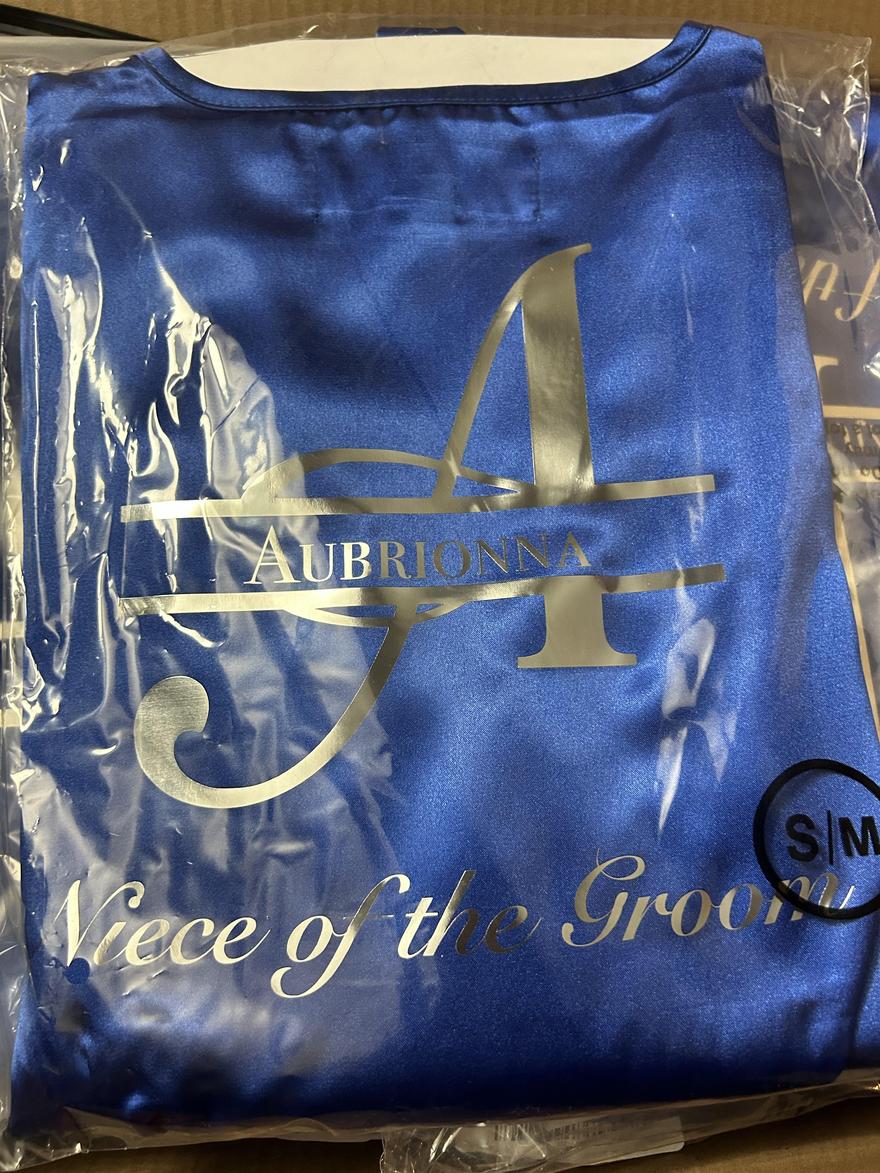 A
AUBRIONNA
Niece of the Groom
S|M